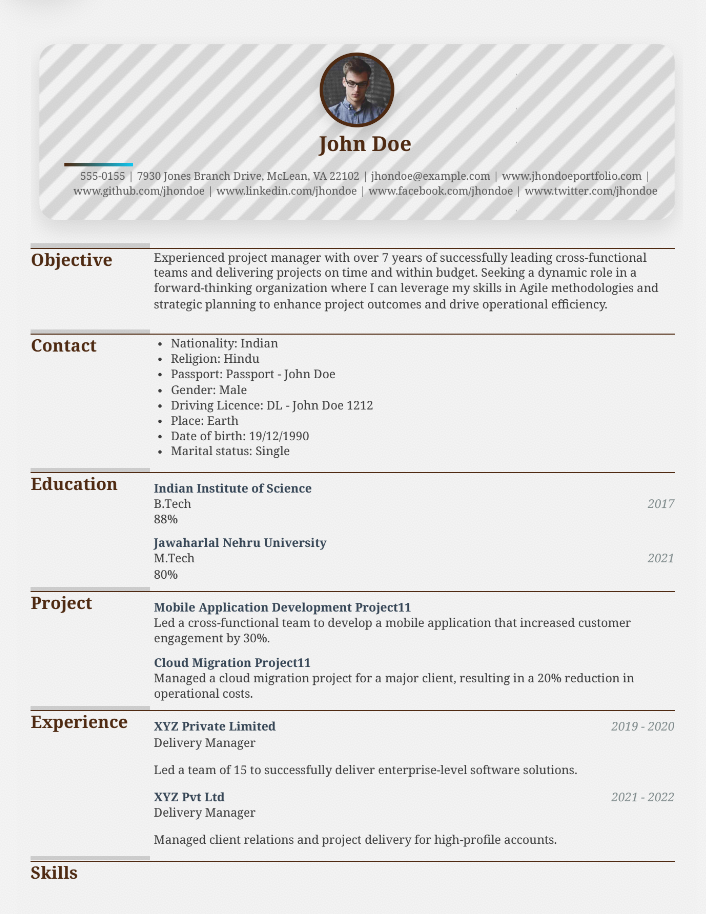 John Doe
555-0155 | 7930 Jones Branch Drive, McLean, VA 22102 | jhondoe@example.com | www.jhondoeportfolio.com |
www.github.com/jhondoe | www.linkedin.com/jhondoe | www.facebook.com/jhondoe | www.twitter.com/jhondoe
Objective
Experienced project manager with over 7 years of successfully leading cross-functional
teams and delivering projects on time and within budget. Seeking a dynamic role in a
forward-thinking organization where I can leverage my skills in Agile methodologies and
strategic planning to enhance project outcomes and drive operational efficiency.
Contact
• Nationality: Indian
• Religion: Hindu
• Passport: Passport - John Doe
• Gender: Male
• Driving Licence: DL - John Doe 1212
• Place: Earth
• Date of birth: 19/12/1990
• Marital status: Single
Education
Indian Institute of Science
B.Tech 2017
88%
Jawaharlal Nehru University
M.Tech 2021
80%
Project
Mobile Application Development Project11
Led a cross-functional team to develop a mobile application that increased customer
engagement by 30%.
Cloud Migration Project11
Managed a cloud migration project for a major client, resulting in a 20% reduction in
operational costs.
Experience
XYZ Private Limited 2019 - 2020
Delivery Manager
Led a team of 15 to successfully deliver enterprise-level software solutions.
XYZ Pvt Ltd 2021 - 2022
Delivery Manager
Managed client relations and project delivery for high-profile accounts.
Skills